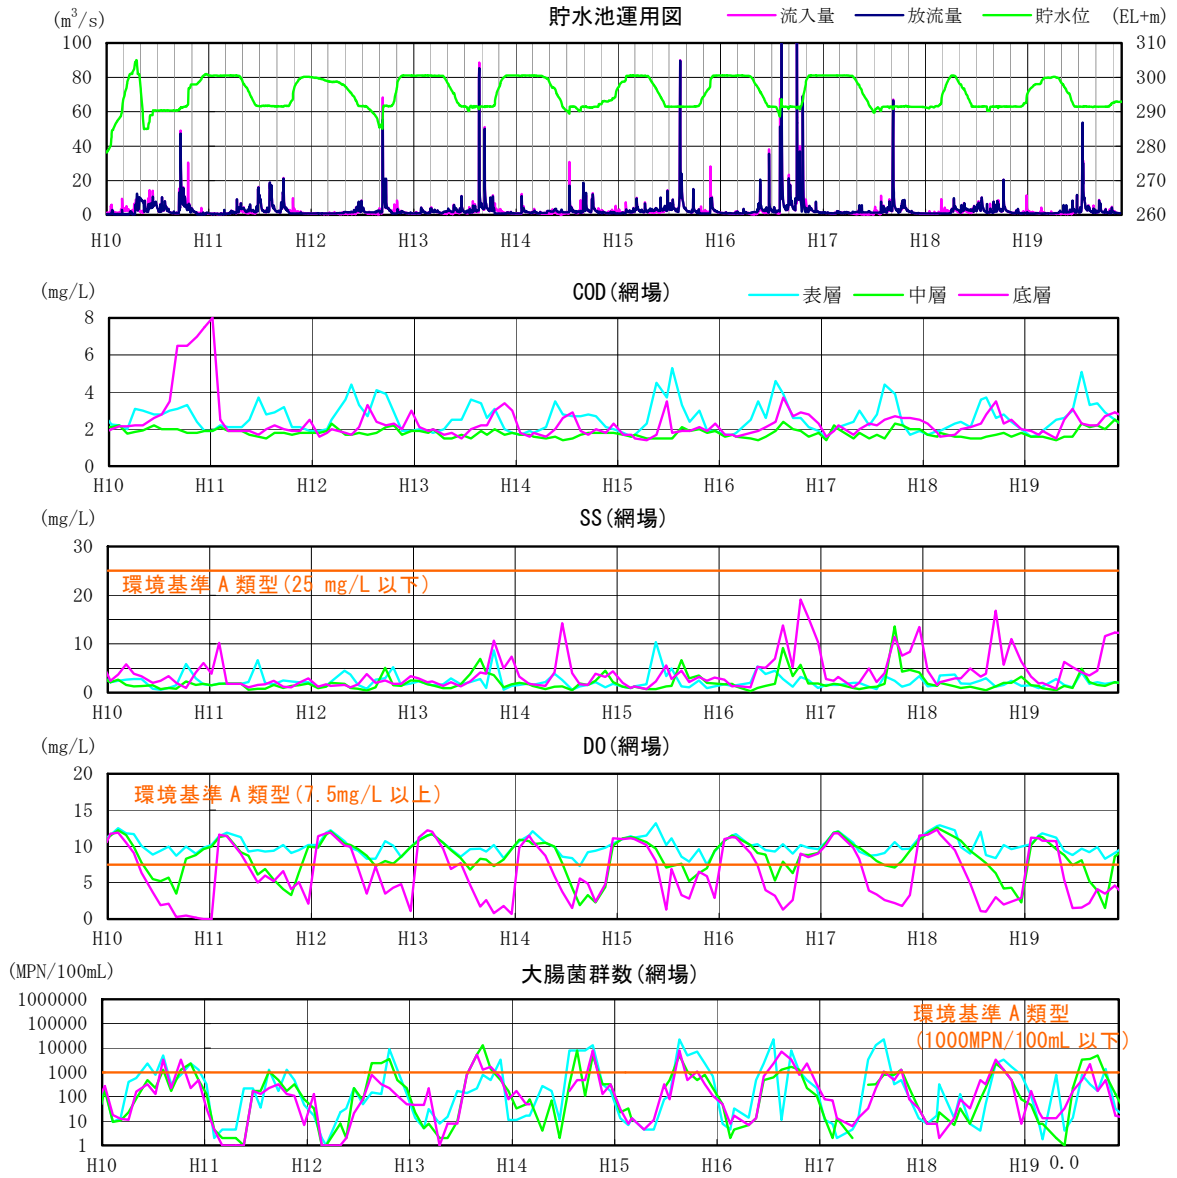 (m³/s) 貯水池運用図 流入量 放流量 貯水位 (EL+m)
100 310
80 300
60 290
40 280
20 270
0 260
H10 H11 H12 H13 H14 H15 H16 H17 H18 H19
(mg/L) COD(網場) 表層 中層 底層
8
6
4
2
0
H10 H11 H12 H13 H14 H15 H16 H17 H18 H19
(mg/L) SS(網場)
30
環境基準 A 類型(25 mg/L 以下)
20
10
0
H10 H11 H12 H13 H14 H15 H16 H17 H18 H19
(mg/L) DO(網場)
20
環境基準 A 類型(7.5mg/L 以上)
15
10
5
0
H10 H11 H12 H13 H14 H15 H16 H17 H18 H19
(MPN/100mL) 大腸菌群数(網場)
1000000
環境基準 A 類型
100000
(1000MPN/100mL 以下)
10000
1000
100
10
1
H10 H11 H12 H13 H14 H15 H16 H17 H18 H19 0.0